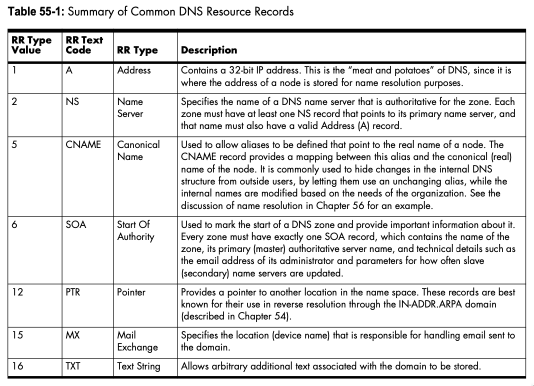 Table 55-1: Summary of Common DNS Resource Records
RR Type Value RR Text Code RR Type Description
1 A Address Contains a 32-bit IP address. This is the “meat and potatoes” of DNS, since it is
where the address of a node is stored for name resolution purposes.
2 NS Name Server Specifies the name of a DNS name server that is authoritative for the zone. Each
zone must have at least one NS record that points to its primary name server, and
that name must also have a valid Address (A) record.
5 CNAME Canonical Name Used to allow aliases to be defined that point to the real name of a node. The
CNAME record provides a mapping between this alias and the cnonical (real)
name of the node. It is commonly used to hide changes in the internal DNS
structure from outside users, by letting them use an unchanging alias, while the
internal names are modified based on the needs of the organization. See the
discussion of name resolution in Chapter 56 for an example.
6 SOA Start Of Authority Used to mark the start of a DNS zone and provide important information about it.
Every zone must have exactly one SOA record, which contains the name of the
zone, its primary (master) authoritative server name, and technical details such as
the email address of its administrator and parameters for how often slave
(secondary) name servers are updated.
12 PTR Pointer Provides a pointer to another location in the name space. These records are best
known for their use in reverse resolution through the IN-ADDR.ARPA domain
(described in Chapter 54).
15 MX Mail Exchange Specifies the location (device name) that is responsible for handling email sent to
the domain.
16 TXT Text String Allows arbitrary additional text associated with the domain to be stored.